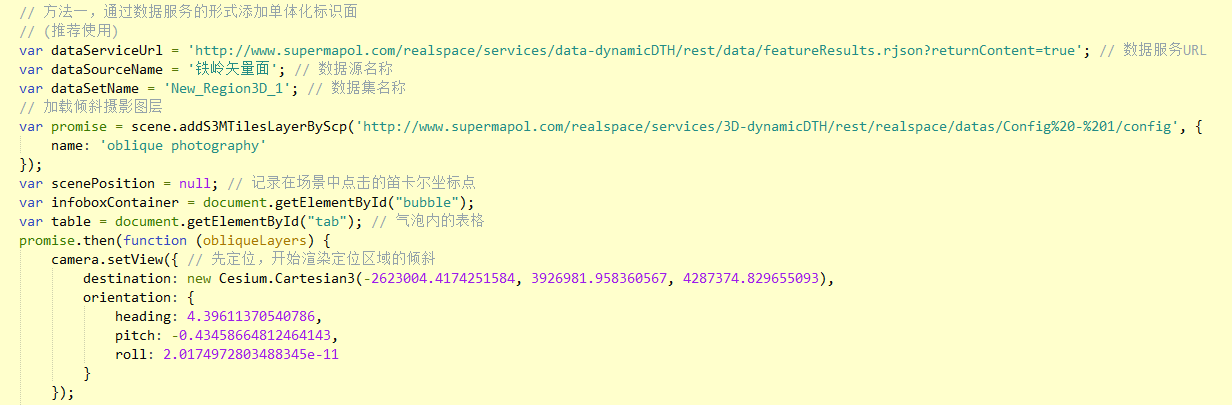 // 方法一，通过数据服务的形式添加单体化标识面
// (推荐使用)
var dataServiceUrl = 'http://www.supermapol.com/realspace/services/data-dynamicDTH/rest/data/featureResults.rjson?returnContent=true'; // 数据服务URL
var dataSourceName = '铁岭矢量面'; // 数据源名称
var dataSetName = 'New_Region3D_1'; // 数据集名称
// 加载倾斜摄影图层
var promise = scene.addS3MTilesLayerByScp('http://www.supermapol.com/realspace/services/3D-dynamicDTH/rest/realspace/datas/Config%20-%201/config', {
    name: 'oblique photography'
});
var scenePosition = null; // 记录在场景中点击的笛卡尔坐标点
var infoboxContainer = document.getElementById("bubble");
var table = document.getElementById("tab"); // 气泡内的表格
promise.then(function (obliqueLayers) {
    camera.setView({ // 先定位，开始渲染定位区域的倾斜
        destination: new Cesium.Cartesian3(-2623004.4174251584, 3926981.958360567, 4287374.829655093),
        orientation: {
            heading: 4.39611370540786,
            pitch: -0.43458664812464143,
            roll: 2.0174972803488345e-11
        }
    });